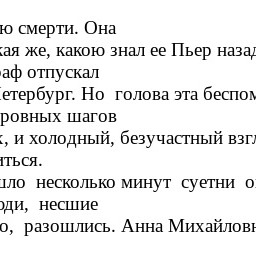 ю смерти. Она
кая же, какою знал ее Пьер назад
раф отпускал
Петербург. Но голова эта беспом
ровных шагов
х, и холодный, безучастный взгл
иться.
шло несколько минут суетни о
юди, несшие
о, разошлись. Анна Михайловн